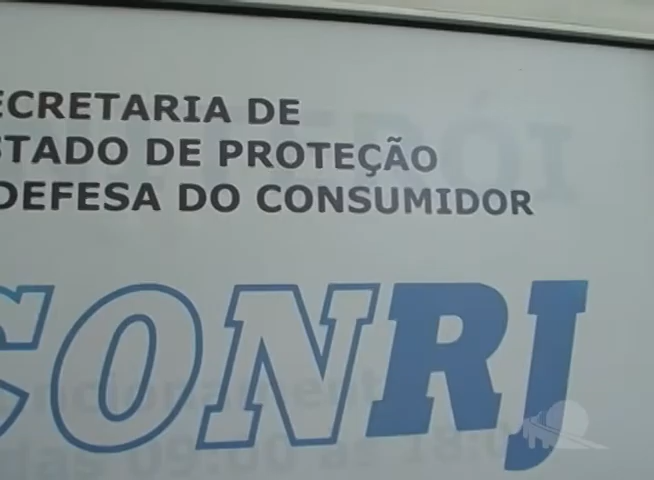 ECRETARIA DE
STADO DE PROTEÇÃO
DEFESA DO CONSUMIDOR
CONRJ